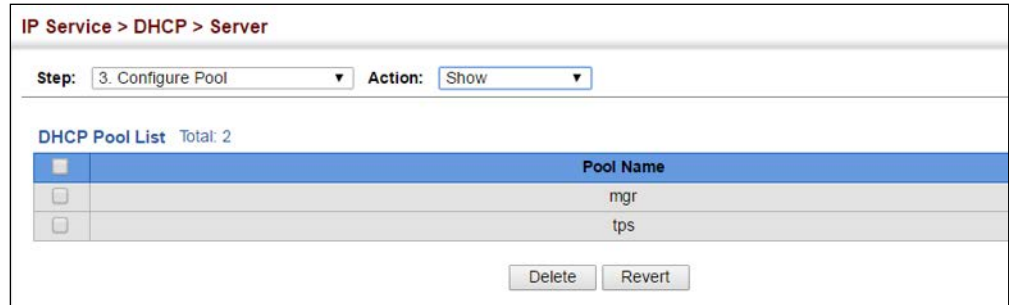 IP Service > DHCP > Server
Step: 3. Configure Pool Action: Show
DHCP Pool List Total: 2
Pool Name
mgr
tps
Delete Revert